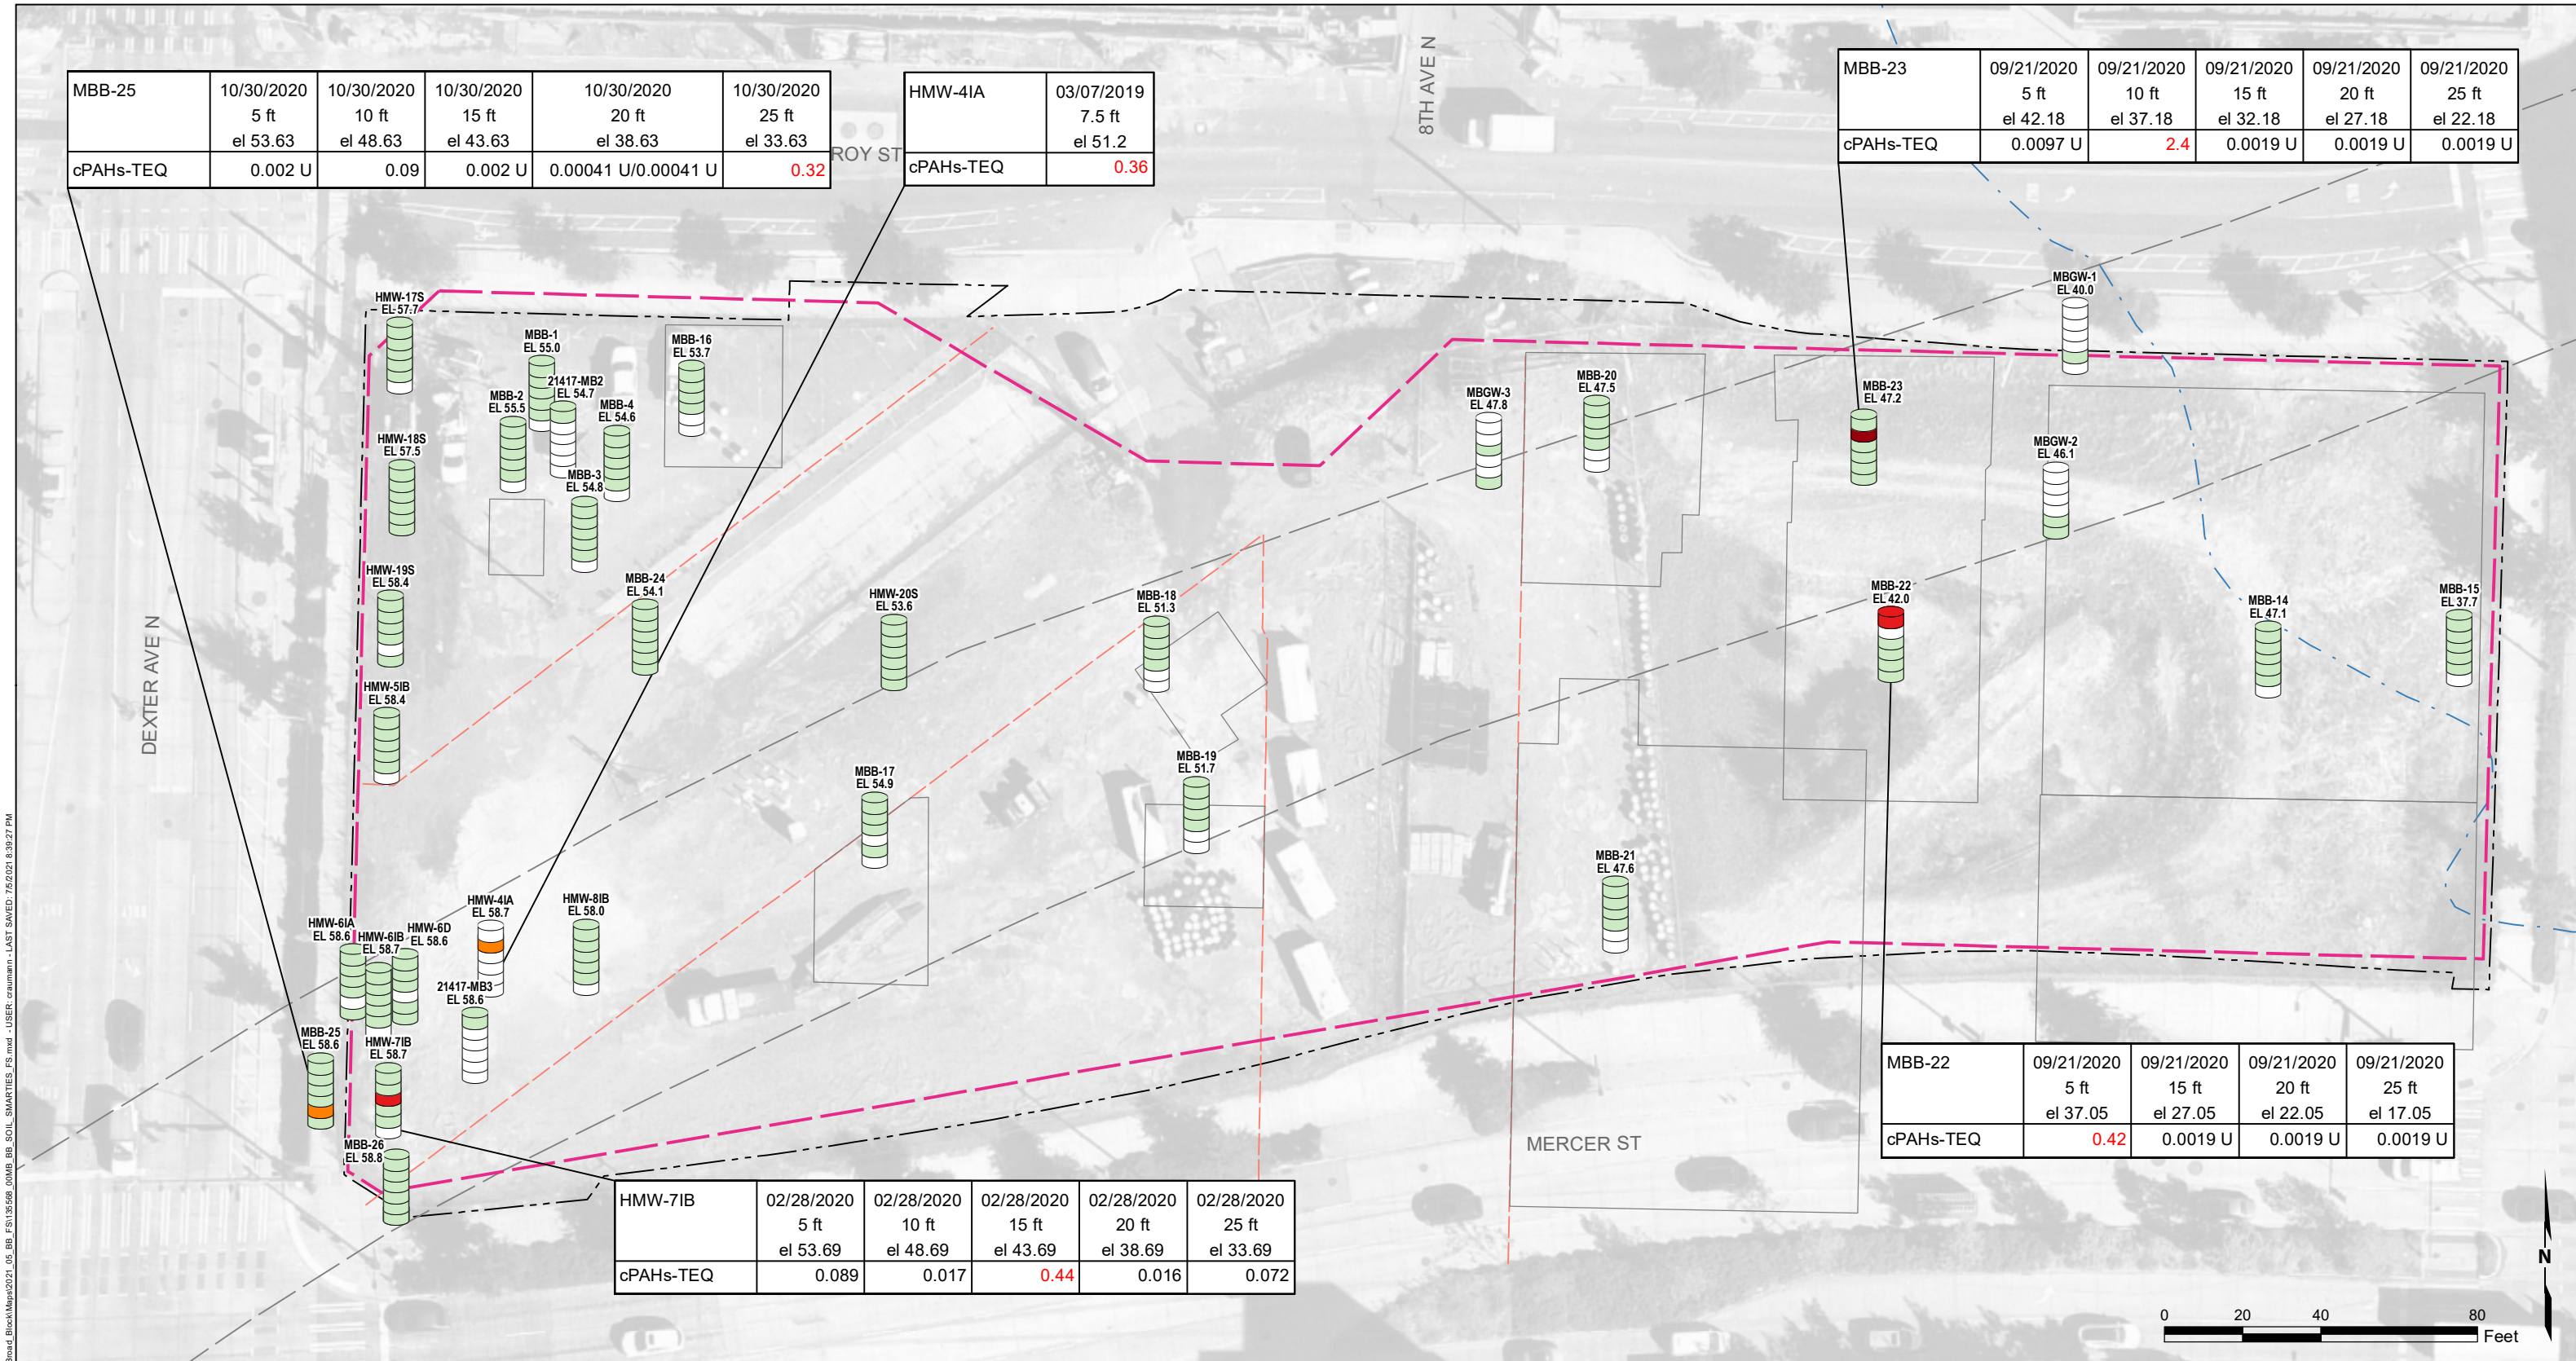 MBB-25 10/30/2020 10/30/2020 10/30/2020 10/30/2020 10/30/2020
5 ft 10 ft 15 ft 20 ft 25 ft
el 53.63 el 48.63 el 43.63 el 38.63 el 33.63
cPAHs-TEQ 0.002 U 0.09 0.002 U 0.00041 U/0.00041 U 0.32
HMW-4IA 03/07/2019
7.5 ft
el 51.2
cPAHs-TEQ 0.36
MBB-23 09/21/2020 09/21/2020 09/21/2020 09/21/2020 09/21/2020
5 ft 10 ft 15 ft 20 ft 25 ft
el 42.18 el 37.18 el 32.18 el 27.18 el 22.18
cPAHs-TEQ 0.0097 U 2.4 0.0019 U 0.0019 U 0.0019 U
ROY ST
8TH AVE N
DEXTER AVE N
MERCER ST
MBGW-1
EL 40.0
HMW-17S
EL 57.7
MBB-1
EL 55.0
MBB-16
EL 53.7
21417-MB2
EL 54.7
MBB-2
EL 55.5
MBB-4
EL 54.6
MBB-20
EL 47.5
MBGW-3
EL 47.8
MBB-23
EL 47.2
HMW-18S
EL 57.5
MBGW-2
EL 46.1
MBB-3
EL 54.8
HMW-19S
EL 58.4
MBB-24
EL 54.1
HMW-20S
EL 53.6
MBB-18
EL 51.3
MBB-22
EL 42.0
MBB-14
EL 47.1
MBB-15
EL 37.7
HMW-5IB
EL 58.4
MBB-17
EL 54.9
MBB-19
EL 51.7
MBB-21
EL 47.6
HMW-4IA
EL 58.7
HMW-8IB
EL 58.0
HMW-6IA
EL 58.6
HMW-6IB
EL 58.7
HMW-6D
EL 58.6
21417-MB3
EL 58.6
MBB-25
EL 58.6
HMW-7IB
EL 58.7
MBB-26
EL 58.8
MBB-22 09/21/2020 09/21/2020 09/21/2020 09/21/2020
5 ft 15 ft 20 ft 25 ft
el 37.05 el 27.05 el 22.05 el 17.05
cPAHs-TEQ 0.42 0.0019 U 0.0019 U 0.0019 U
HMW-7IB 02/28/2020 02/28/2020 02/28/2020 02/28/2020 02/28/2020
5 ft 10 ft 15 ft 20 ft 25 ft
el 53.69 el 48.69 el 43.69 el 38.69 el 33.69
cPAHs-TEQ 0.089 0.017 0.44 0.016 0.072
N
0 20 40 80
Feet
USER: craumann - LAST SAVED: 7/5/2021 8:39:27 PM